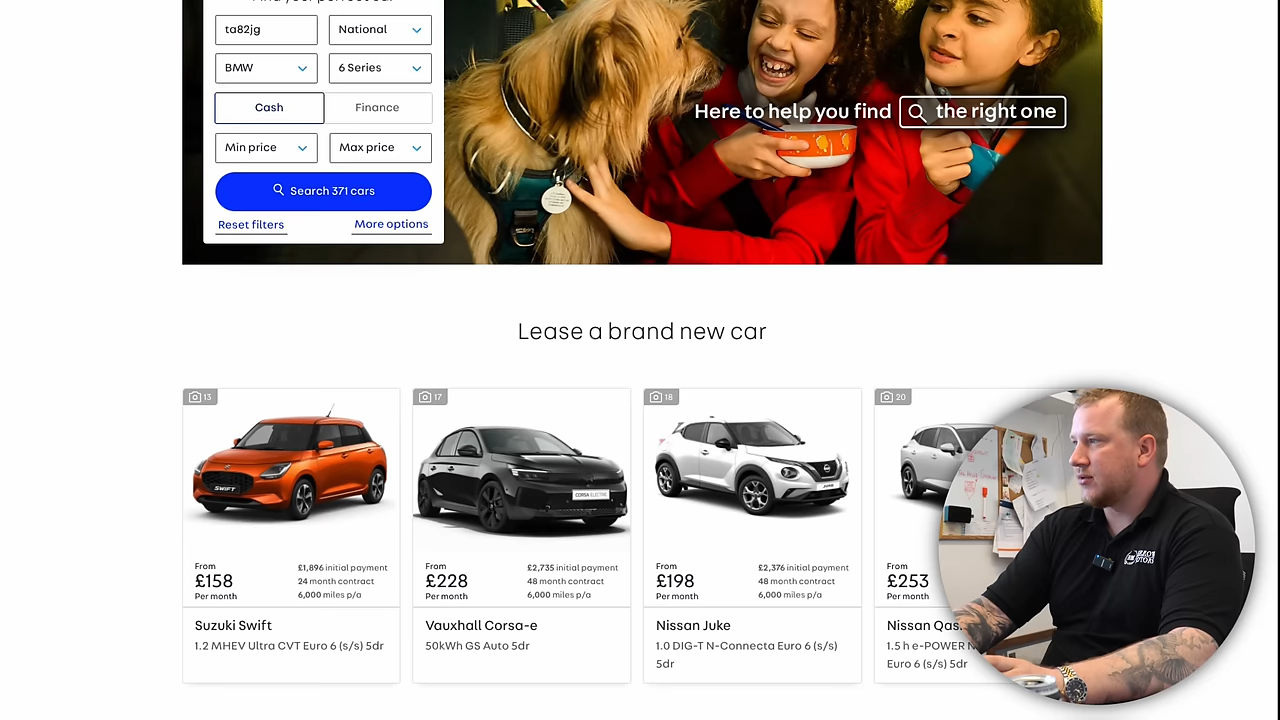 ta82jg
National
BMW
6 Series
Cash
Finance
Min price
Max price
Search 371 cars
Reset filters
More options
Here to help you find the right one
Lease a brand new car
13
17
18
20
SWIFT
CORSA ELECTRIC
JUKE
From
£158
Per month
£1,896 initial payment
24 month contract
6,000 miles p/a
Suzuki Swift
1.2 MHEV Ultra CVT Euro 6 (s/s) 5dr
From
£228
Per month
£2,735 initial payment
48 month contract
6,000 miles p/a
Vauxhall Corsa-e
50kWh GS Auto 5dr
From
£198
Per month
£2,376 initial payment
48 month contract
6,000 miles p/a
Nissan Juke
1.0 DIG-T N-Connecta Euro 6 (s/s)
5dr
From
£253
Per month
Nissan
1.5 h e-POWER
Euro 6 (s/s) 5dr